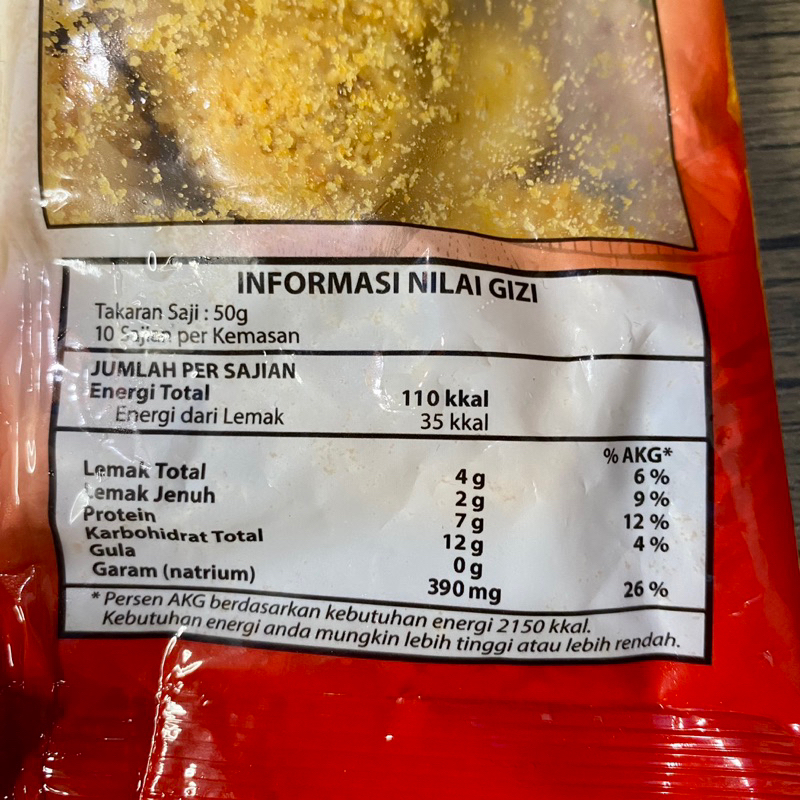 INFORMASI NILAI GIZI
Takaran Saji : 50g
10 Sajian per Kemasan
JUMLAH PER SAJIAN
Energi Total 110 kkal
Energi dari Lemak 35 kkal
% AKG*
Lemak Total 4 g 6 %
Lemak Jenuh 2 g 9 %
Protein 7 g 12 %
Karbohidrat Total 12 g 4 %
Gula 0 g
Garam (natrium) 390 mg 26 %
* Persen AKG berdasarkan kebutuhan energi 2150 kkal.
Kebutuhan energi anda mungkin lebih tinggi atau lebih rendah.